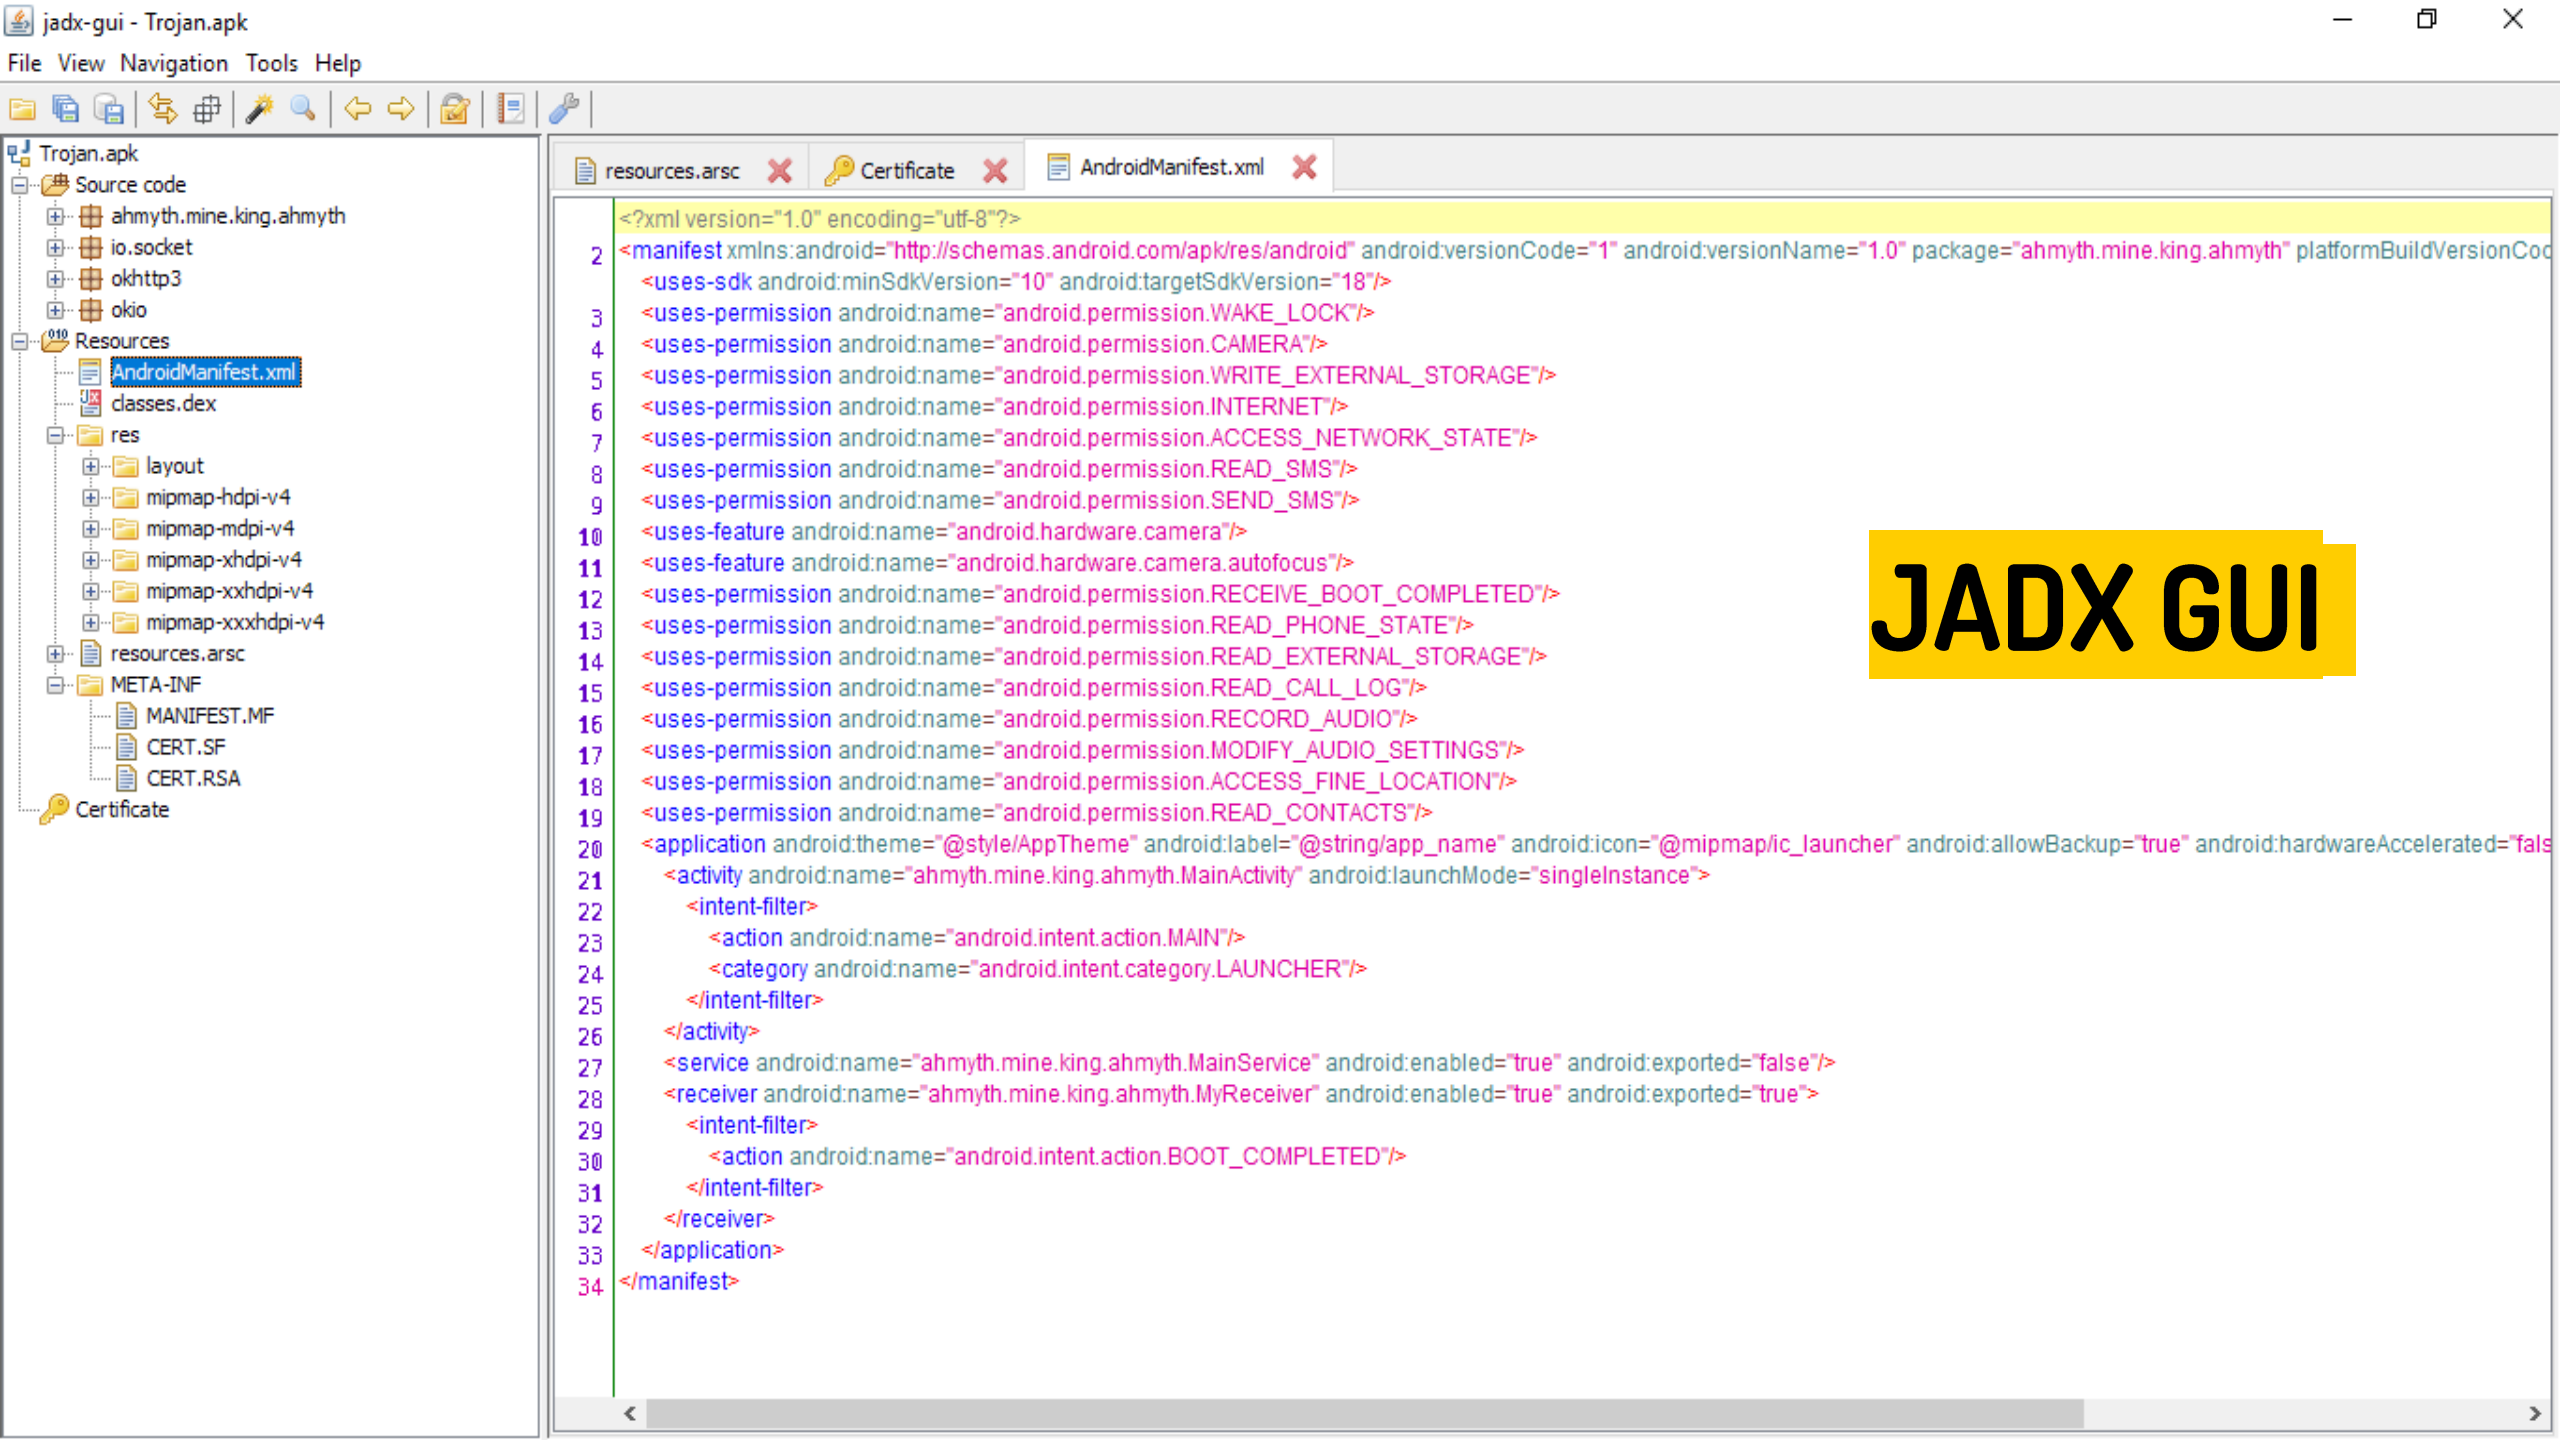 jadx-gui - Trojan.apk
File View Navigation Tools Help
Trojan.apk
Source code
ahmyth.mine.king.ahmyth
io.socket
okhttp3
okio
Resources
AndroidManifest.xml
classes.dex
res
layout
mipmap-hdpi-v4
mipmap-mdpi-v4
mipmap-xhdpi-v4
mipmap-xxhdpi-v4
mipmap-xxxhdpi-v4
resources.arsc
META-INF
MANIFEST.MF
CERT.SF
CERT.RSA
Certificate
resources.arsc Certificate AndroidManifest.xml
<?xml version="1.0" encoding="utf-8"?>
2 <manifest xmlns:android="http://schemas.android.com/apk/res/android" android:versionCode="1" android:versionName="1.0" package="ahmyth.mine.king.ahmyth" platformBuildVersionCod
<uses-sdk android:minSdkVersion="10" android:targetSdkVersion="18"/>
3 <uses-permission android:name="android.permission.WAKE_LOCK"/>
4 <uses-permission android:name="android.permission.CAMERA"/>
5 <uses-permission android:name="android.permission.WRITE_EXTERNAL_STORAGE"/>
6 <uses-permission android:name="android.permission.INTERNET"/>
7 <uses-permission android:name="android.permission.ACCESS_NETWORK_STATE"/>
8 <uses-permission android:name="android.permission.READ_SMS"/>
9 <uses-permission android:name="android.permission.SEND_SMS"/>
10 <uses-feature android:name="android.hardware.camera"/>
11 <uses-feature android:name="android.hardware.camera.autofocus"/>
12 <uses-permission android:name="android.permission.RECEIVE_BOOT_COMPLETED"/>
13 <uses-permission android:name="android.permission.READ_PHONE_STATE"/>
14 <uses-permission android:name="android.permission.READ_EXTERNAL_STORAGE"/>
15 <uses-permission android:name="android.permission.READ_CALL_LOG"/>
16 <uses-permission android:name="android.permission.RECORD_AUDIO"/>
17 <uses-permission android:name="android.permission.MODIFY_AUDIO_SETTINGS"/>
18 <uses-permission android:name="android.permission.ACCESS_FINE_LOCATION"/>
19 <uses-permission android:name="android.permission.READ_CONTACTS"/>
20 <application android:theme="@style/AppTheme" android:label="@string/app_name" android:icon="@mipmap/ic_launcher" android:allowBackup="true" android:hardwareAccelerated="fals
21 <activity android:name="ahmyth.mine.king.ahmyth.MainActivity" android:launchMode="singleInstance">
22 <intent-filter>
23 <action android:name="android.intent.action.MAIN"/>
24 <category android:name="android.intent.category.LAUNCHER"/>
25 </intent-filter>
26 </activity>
27 <service android:name="ahmyth.mine.king.ahmyth.MainService" android:enabled="true" android:exported="false"/>
28 <receiver android:name="ahmyth.mine.king.ahmyth.MyReceiver" android:enabled="true" android:exported="true">
29 <intent-filter>
30 <action android:name="android.intent.action.BOOT_COMPLETED"/>
31 </intent-filter>
32 </receiver>
33 </application>
34 </manifest>
JADX GUI